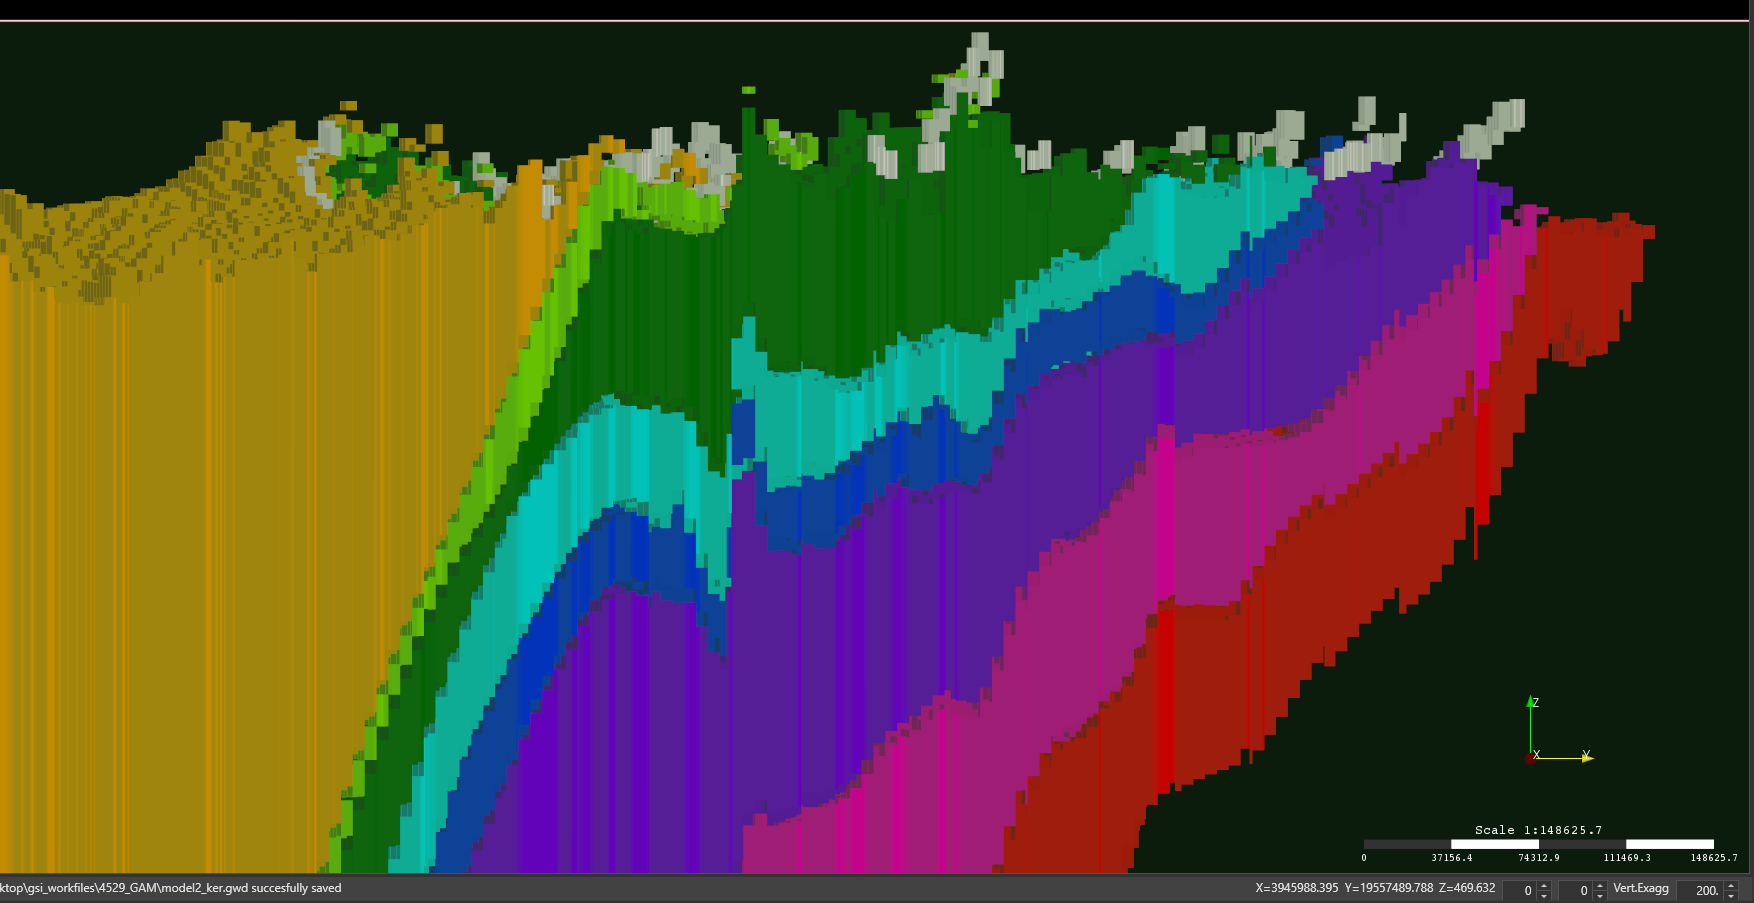 Z
X Y
Scale 1:148625.7
0 37156.4 74312.9 111469.3 148625.7
ktop\gsi_workfiles\4529_GAM\model2_ker.gwd succesfully saved X=3945988.395 Y=19557489.788 Z=469.632 0 0 Vert.Exagg 200.